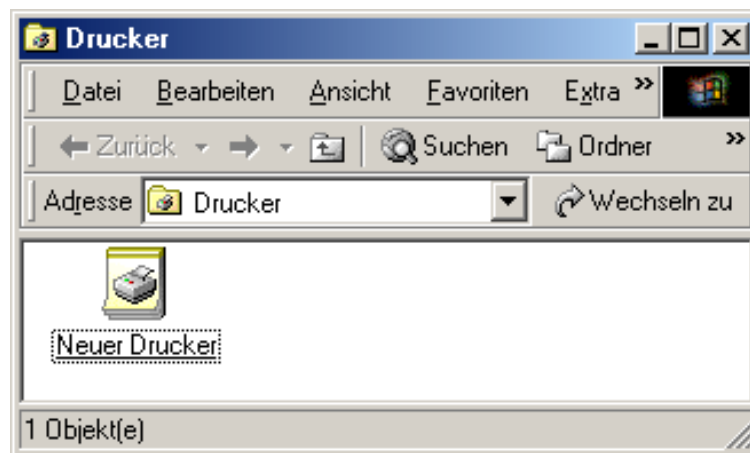 Drucker
Datei Bearbeiten Ansicht Favoriten Extra »
Zurück Suchen Ordner »
Adresse Drucker Wechseln zu
Neuer Drucker
1 Objekt(e)